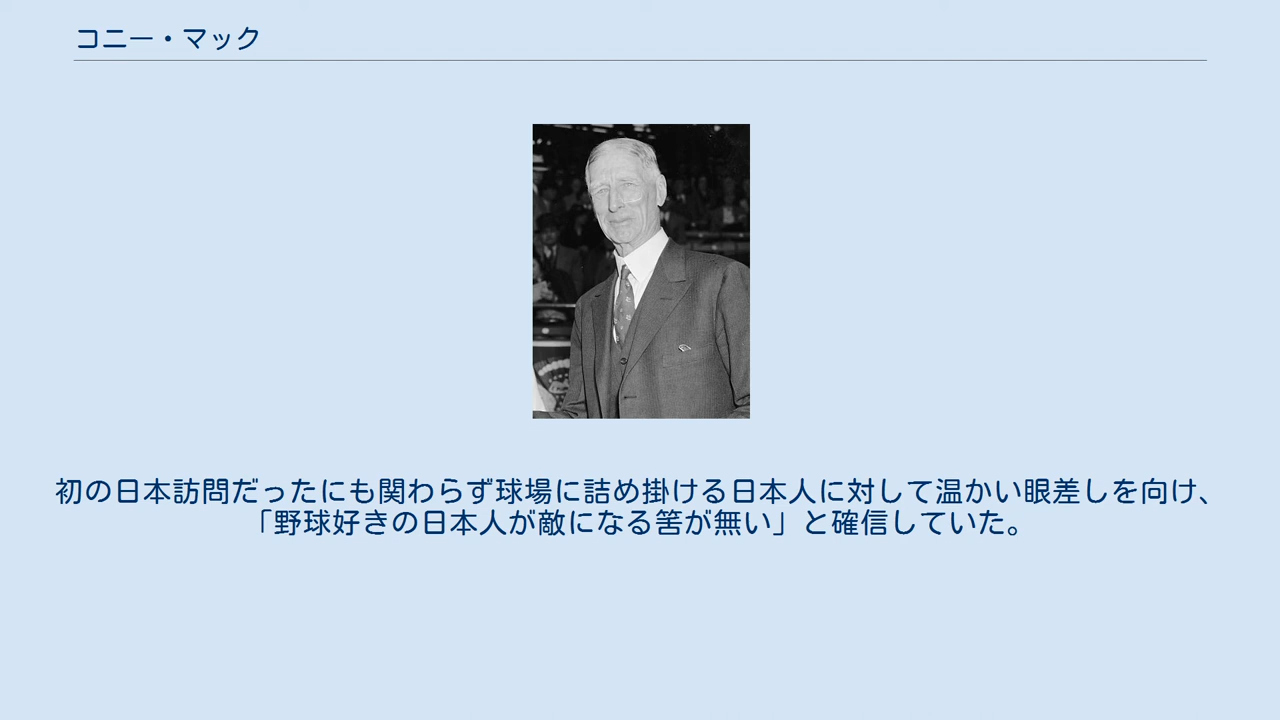 コニー・マック
初の日本訪問だったにも関わらず球場に詰め掛ける日本人に対して温かい眼差しを向け、
「野球好きの日本人が敵になる筈が無い」と確信していた。